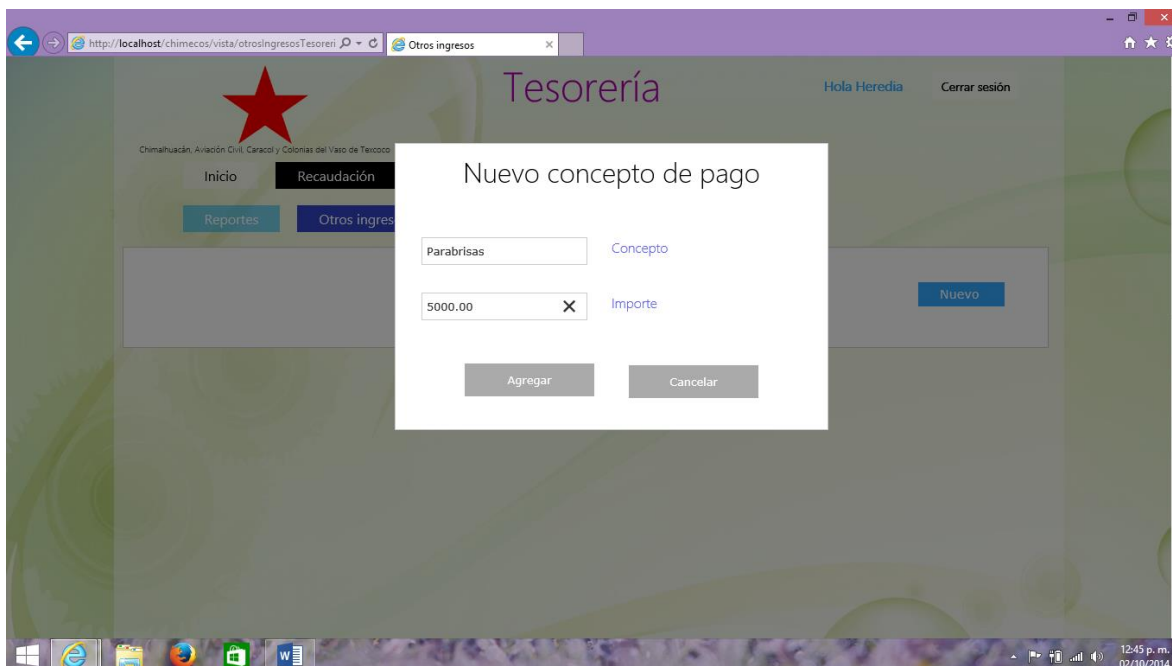 http://localhost/chimecos/vista/otrosIngresosTesoreri
Otros ingresos
Tesorería
Hola Heredia
Cerrar sesión
Chimalhuacán, Aviación Civil, Caracol y Colonias del Vaso de Texcoco
Inicio
Recaudación
Reportes
Otros ingres
Nuevo concepto de pago
Parabrisas
Concepto
5000.00
Importe
Nuevo
Agregar
Cancelar
12:45 p. m.